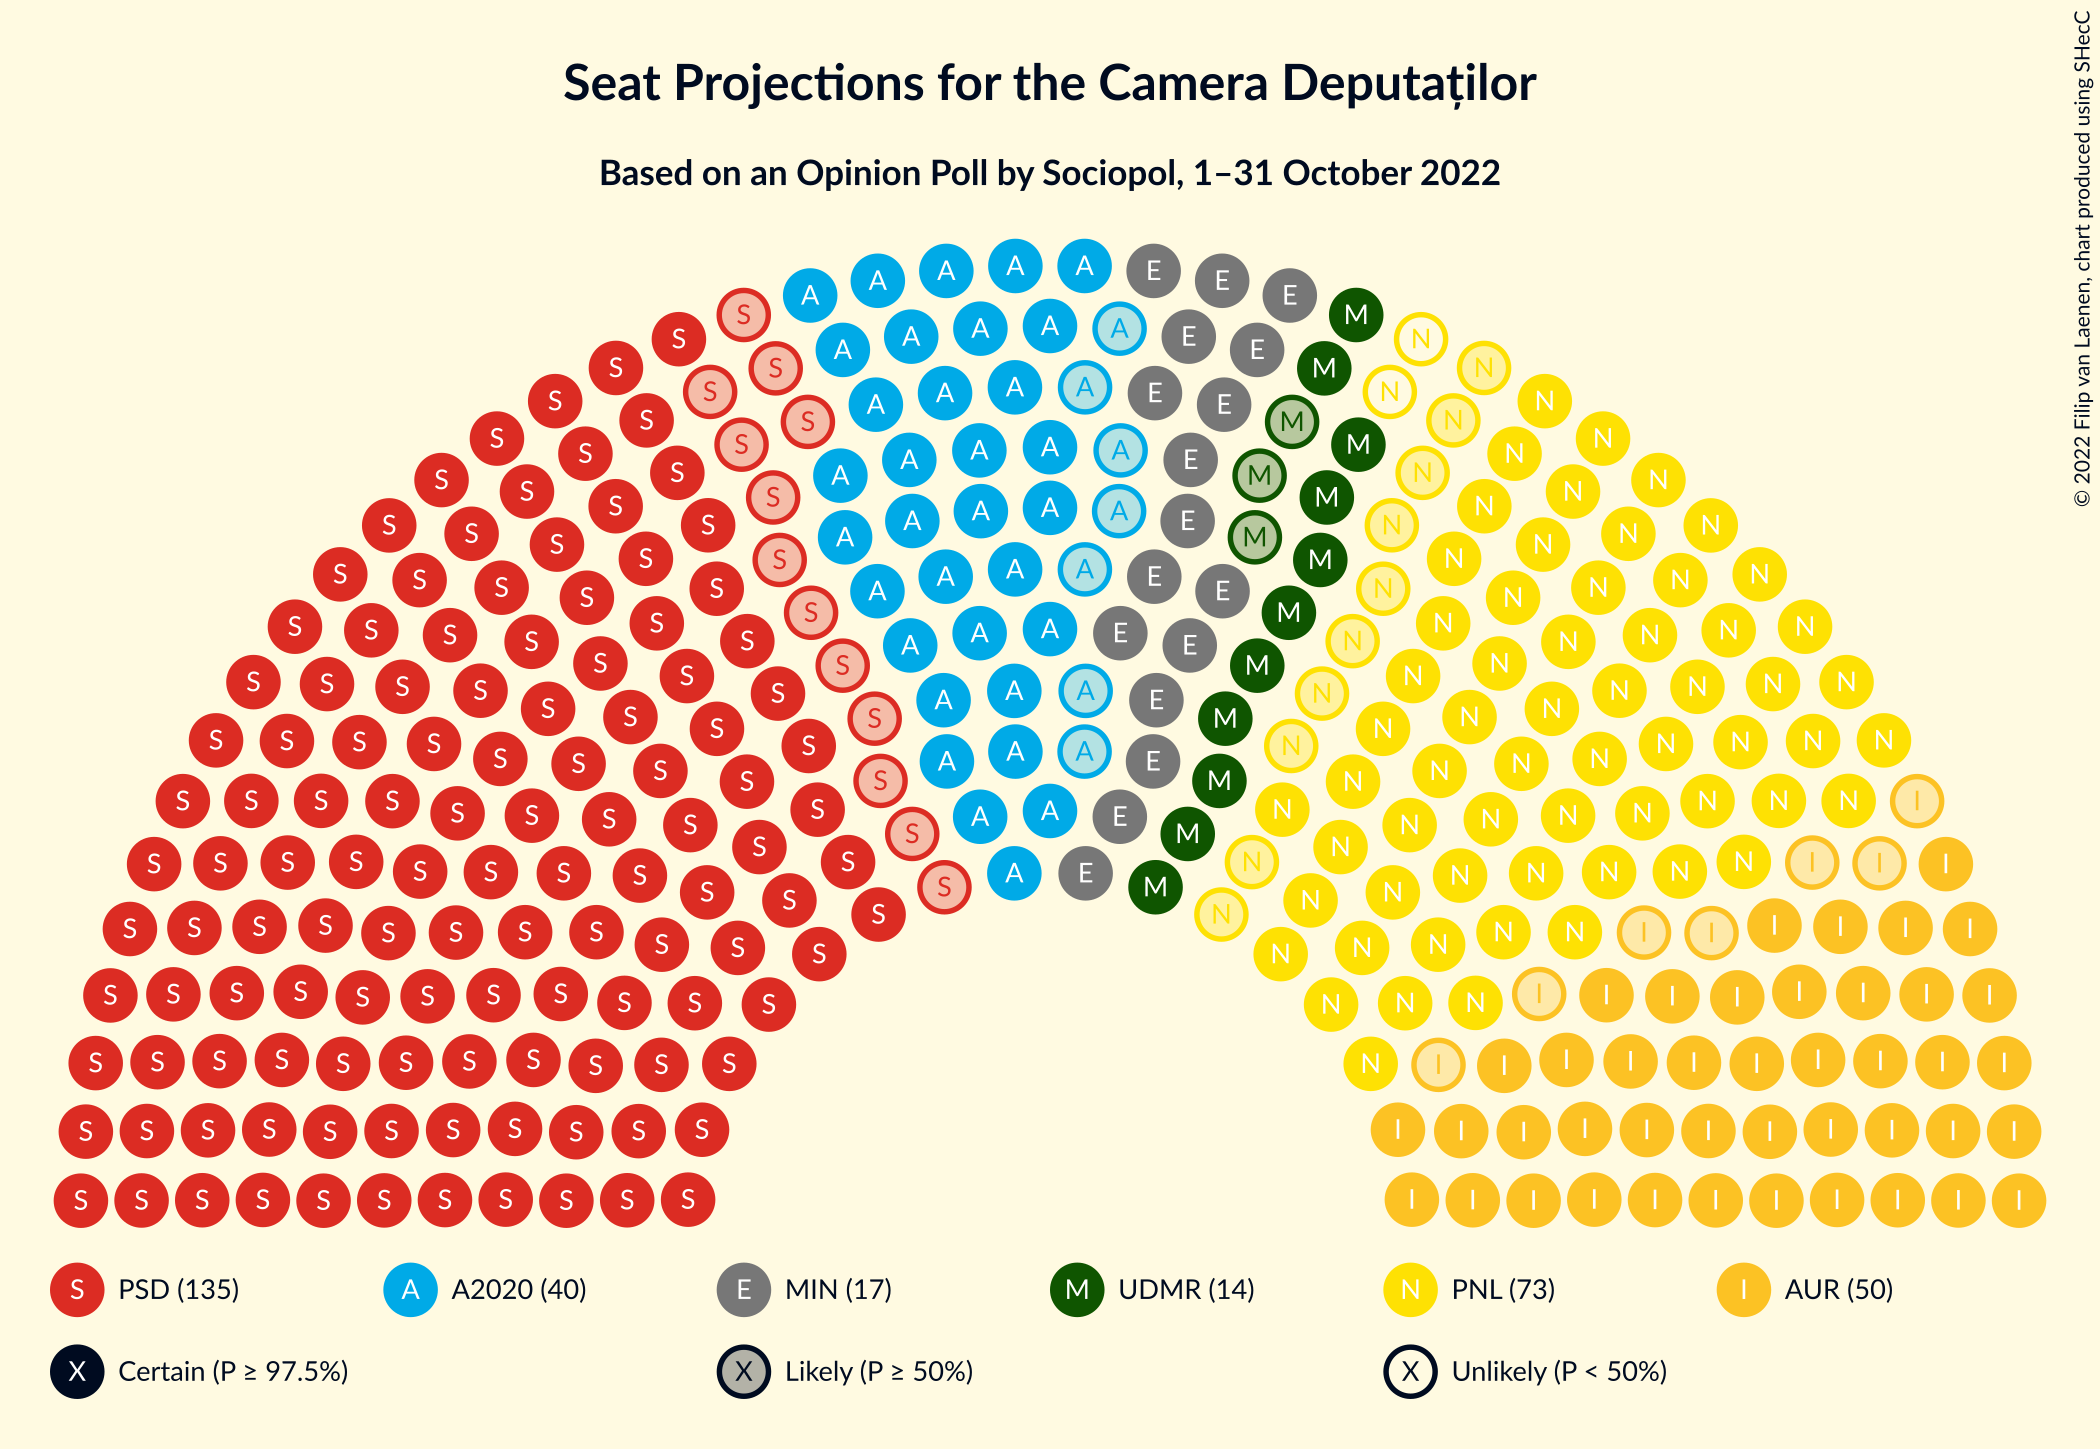 Seat Projections for the Camera Deputaților
Based on an Opinion Poll by Sociopol, 1–31 October 2022
© 2022 Filip van Laenen, chart produced using SHecC
S PSD (135) A A2020 (40) E MIN (17) M UDMR (14) N PNL (73) I AUR (50)
X Certain (P ≥ 97.5%) X Likely (P ≥ 50%) X Unlikely (P < 50%)